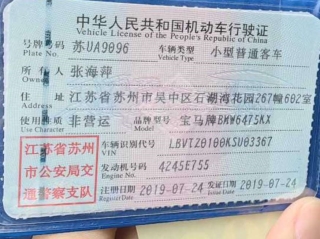 中华人民共和国机动车行驶证
Vehicle License of the People's Republic of China
号牌号码 苏UA9096 车辆类型 小型普通客车
Plate No. Vehicle Type
所有人 张海萍
Owner
住址 江苏省苏州市吴中区石湖湾花园267幢602室
Address
使用性质 非营运 品牌型号 宝马牌BMW6475KX
Use Character Model
江苏省苏州
市公安局交
通警察支队
车辆识别代号 LBVTZ0100KSU03367
VIN
发动机号码 4245E755
Engine No.
注册日期 2019-07-24 发证日期 2019-07-24
Register Date Issue Date